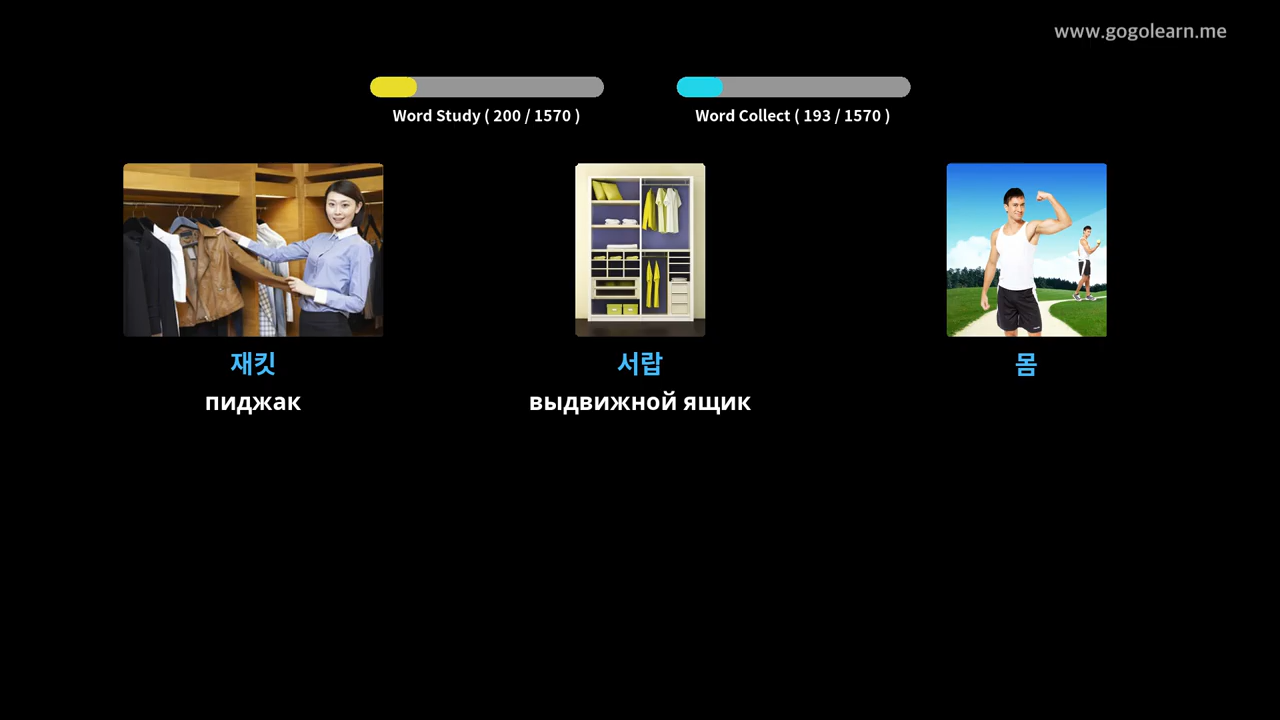 www.gogolearn.me
Word Study ( 200 / 1570 )
Word Collect ( 193 / 1570 )
재킷
서랍
몸
пиджак
выдвижной ящик